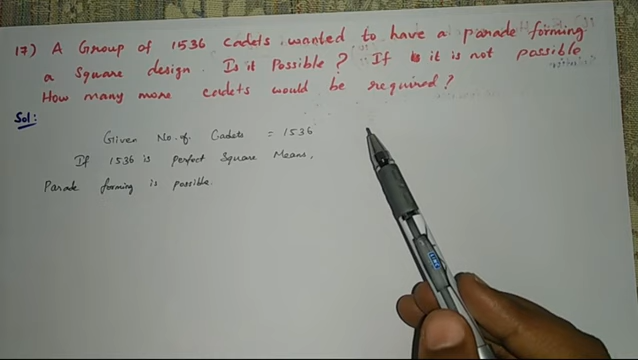 17) A Group of 1536 cadets wanted to have a parade forming
a square design. Is it Possible? If it is not possible
How many more cadets would be required?
Sol:
Given No. of. Cadets = 1536
If 1536 is perfect Square Means,
Parade forming is possible.